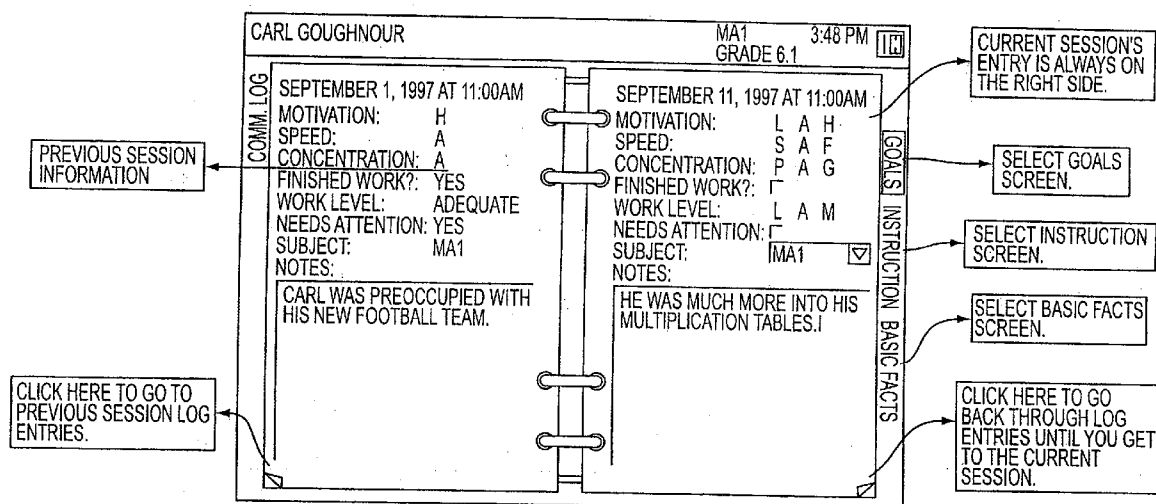 CARL GOUGHNOUR
MA1 3:48 PM
GRADE 6.1
COMM. LOG
SEPTEMBER 1, 1997 AT 11:00AM
MOTIVATION: H
SPEED: A
CONCENTRATION: A
FINISHED WORK?: YES
WORK LEVEL: ADEQUATE
NEEDS ATTENTION: YES
SUBJECT: MA1
NOTES:
CARL WAS PREOCCUPIED WITH
HIS NEW FOOTBALL TEAM.
SEPTEMBER 11, 1997 AT 11:00AM
MOTIVATION: L A H
SPEED: S A F
CONCENTRATION: P A G
FINISHED WORK?:
WORK LEVEL: L A M
NEEDS ATTENTION:
SUBJECT: MA1
NOTES:
HE WAS MUCH MORE INTO HIS
MULTIPLICATION TABLES.
GOALS INSTRUCTION BASIC FACTS
PREVIOUS SESSION
INFORMATION
CLICK HERE TO GO TO
PREVIOUS SESSION LOG
ENTRIES.
CURRENT SESSION'S
ENTRY IS ALWAYS ON
THE RIGHT SIDE.
SELECT GOALS
SCREEN.
SELECT INSTRUCTION
SCREEN.
SELECT BASIC FACTS
SCREEN.
CLICK HERE TO GO
BACK THROUGH LOG
ENTRIES UNTIL YOU GET
TO THE CURRENT
SESSION.